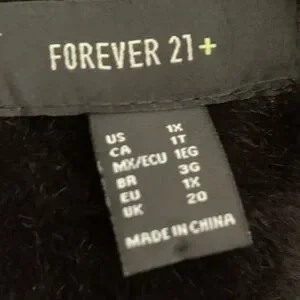 FOREVER 21+
US 1X
CA 1T
MX/ECU 1EG
BR 3G
EU 1X
UK 20
MADE IN CHINA